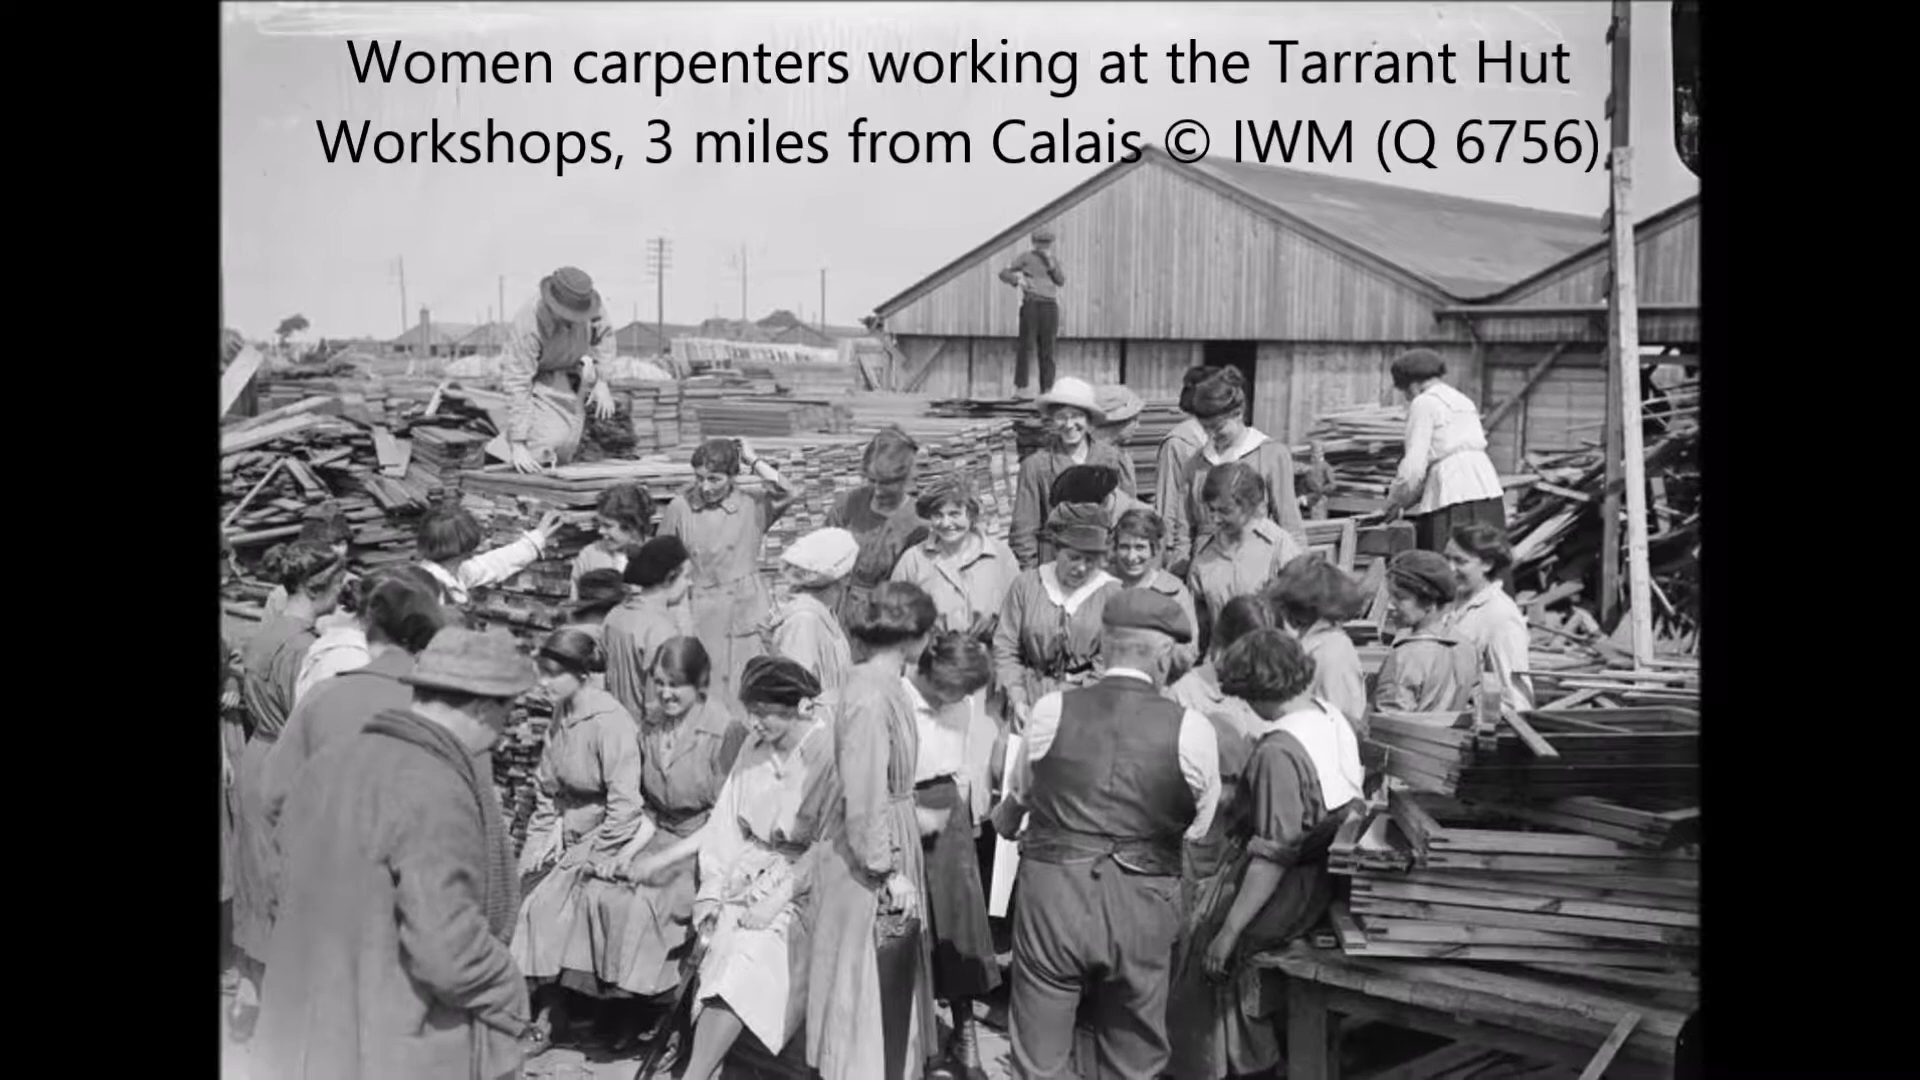 Women carpenters working at the Tarrant Hut
Workshops, 3 miles from Calais © IWM (Q 6756)